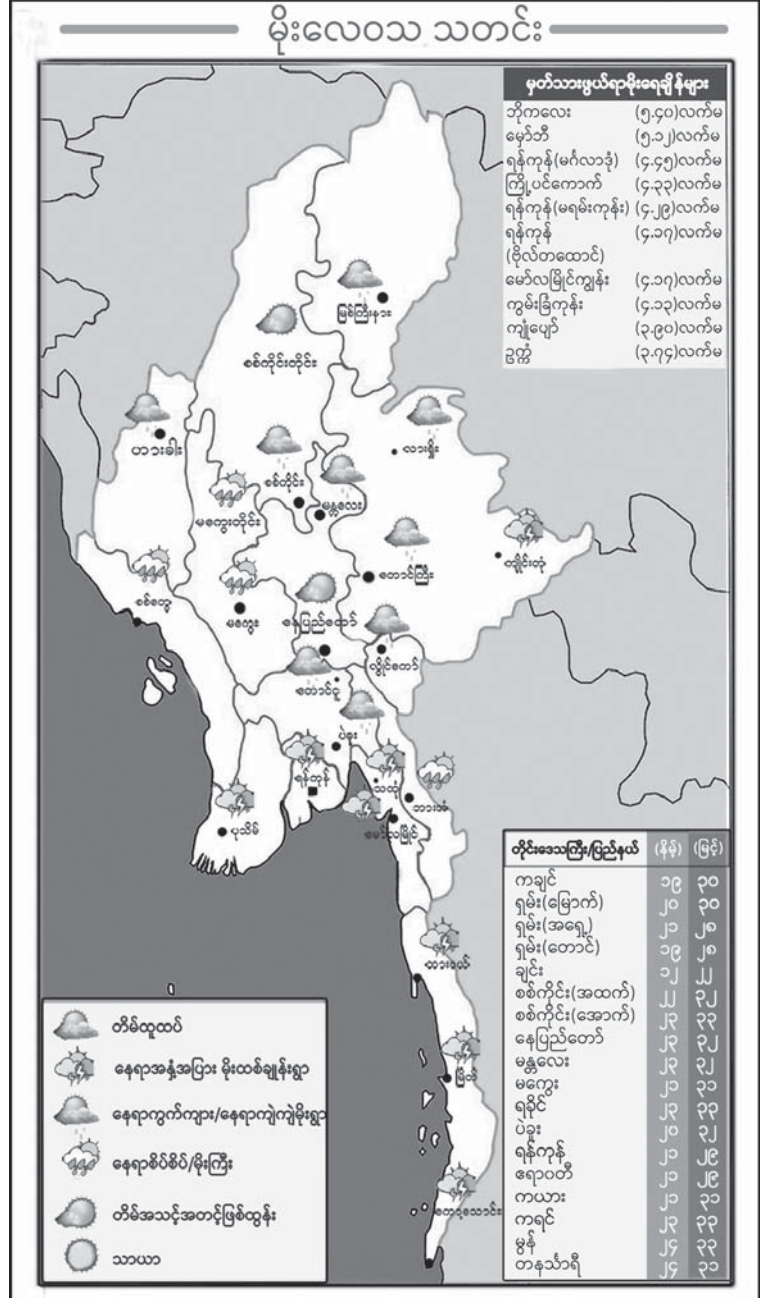 မိုးလေဝသ သတင်း
မှတ်သားဖွယ်ရာမိုးရေချိန်များ
ဘိုကလေး (၅.၄၀)လက်မ
မှော်ဘီ (၅.၁၂)လက်မ
ရန်ကုန်(မင်္ဂလာဒုံ) (၄.၄၅)လက်မ
ကြို့ပင်ကောက် (၄.၃၃)လက်မ
ရန်ကုန်(မရမ်းကုန်း) (၄.၂၉)လက်မ
ရန်ကုန် (၄.၁၇)လက်မ
(ဗိုလ်တထောင်)
မော်လမြိုင်ကျွန်း (၄.၁၇)လက်မ
ကွမ်းခြံကုန်း (၄.၁၃)လက်မ
ကျုံပျော် (၃.၉၀)လက်မ
ဥက္ကံ (၃.၇၄)လက်မ
မြစ်ကြီးနား
စစ်ကိုင်းတိုင်း
ဟားခါး
လားရှိုး
စစ်ကိုင်း
မန္တလေး
မကွေးတိုင်း
ကျိုင်းတုံ
တောင်ကြီး
စစ်တွေ
မကွေး
နေပြည်တော်
လွိုင်ကော်
တောင်ငူ
ပဲခူး
ရန်ကုန်
သထုံ
ဘားအံ
ပုသိမ်
မော်လမြိုင်
ထားဝယ်
မြိတ်
ကော့သောင်း
တိမ်ထူထပ်
နေရာအနှံ့အပြား မိုးထစ်ချုန်းရွာ
နေရာကွက်ကျား/နေရာကျဲကျဲမိုးရွာ
နေရာစိပ်စိပ်/မိုးကြီး
တိမ်အသင့်အတင့်ဖြစ်ထွန်း
သာယာ
တိုင်းဒေသကြီး/ပြည်နယ် (နိမ့်) (မြင့်)
ကချင် ၁၉ ၃၀
ရှမ်း(မြောက်) ၂၀ ၃၀
ရှမ်း(အရှေ့) ၂၁ ၂၈
ရှမ်း(တောင်) ၁၉ ၂၈
ချင်း ၁၂ ၂၂
စစ်ကိုင်း(အထက်) ၂၂ ၃၂
စစ်ကိုင်း(အောက်) ၂၃ ၃၃
နေပြည်တော် ၂၃ ၃၂
မန္တလေး ၂၃ ၃၂
မကွေး ၂၁ ၃၁
ရခိုင် ၂၃ ၃၃
ပဲခူး ၂၀ ၃၂
ရန်ကုန် ၂၁ ၂၉
ဧရာဝတီ ၂၁ ၂၉
ကယား ၂၁ ၃၁
ကရင် ၂၃ ၃၃
မွန် ၂၄ ၃၃
တနင်္သာရီ ၂၄ ၃၁